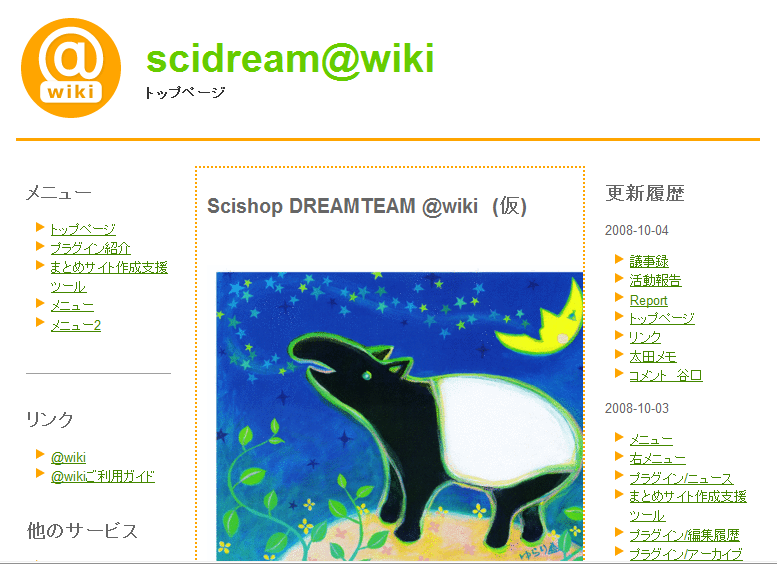 @
wiki
scidream@wiki
トップページ
メニュー
トップページ
プラグイン紹介
まとめサイト作成支援
ツール
メニュー
メニュー2
リンク
@wiki
@wikiご利用ガイド
他のサービス
Scishop DREAMTEAM @wiki (仮)
更新履歴
2008-10-04
議事録
活動報告
Report
トップページ
リンク
太田メモ
コメント 谷口
2008-10-03
メニュー
右メニュー
プラグイン/ニュース
まとめサイト作成支援
ツール
プラグイン/編集履歴
プラグイン/アーカイブ